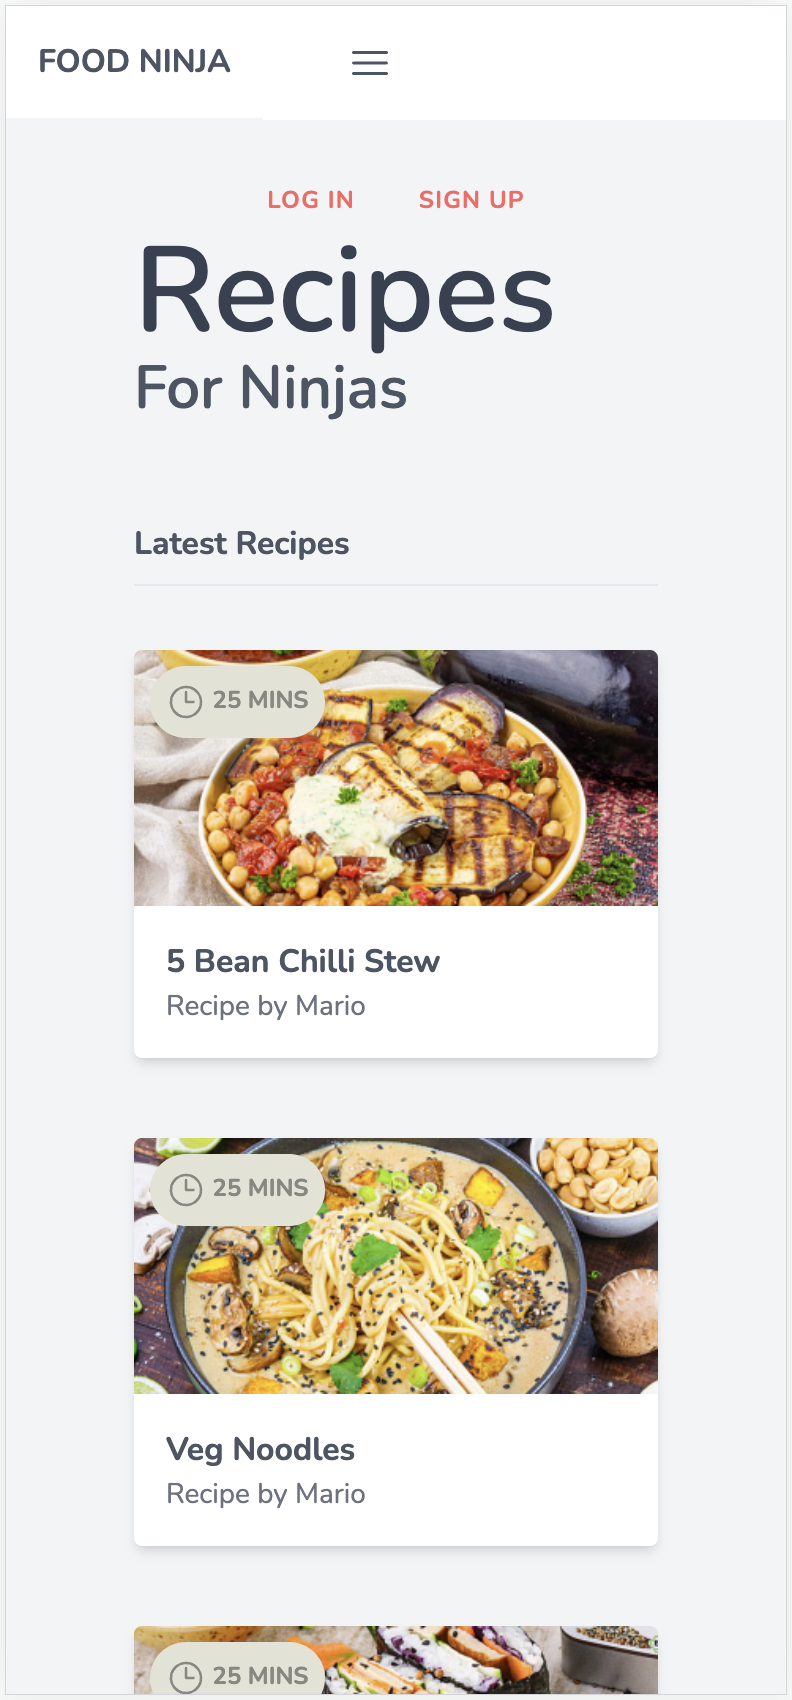 FOOD NINJA
LOG IN SIGN UP
Recipes
For Ninjas
Latest Recipes
25 MINS
5 Bean Chilli Stew
Recipe by Mario
25 MINS
Veg Noodles
Recipe by Mario
25 MINS